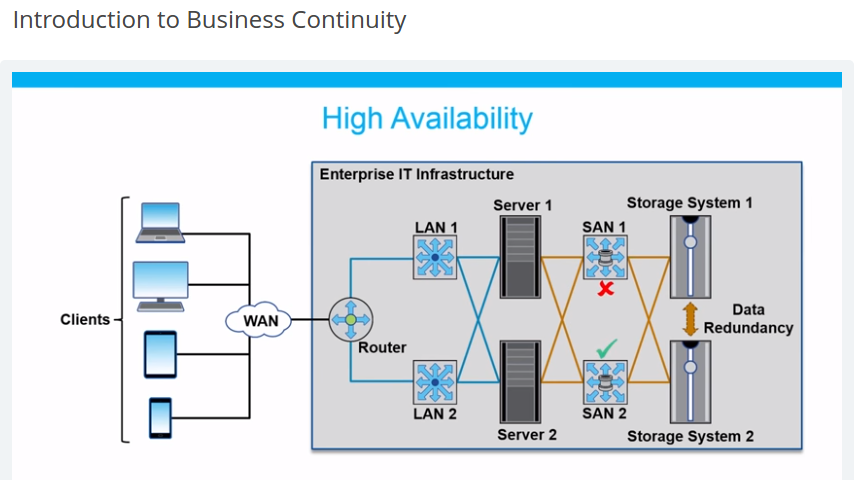 Introduction to Business Continuity
High Availability
Enterprise IT Infrastructure
Server 1
Storage System 1
LAN 1
SAN 1
Clients
WAN
Router
Data
Redundancy
LAN 2
SAN 2
Server 2
Storage System 2